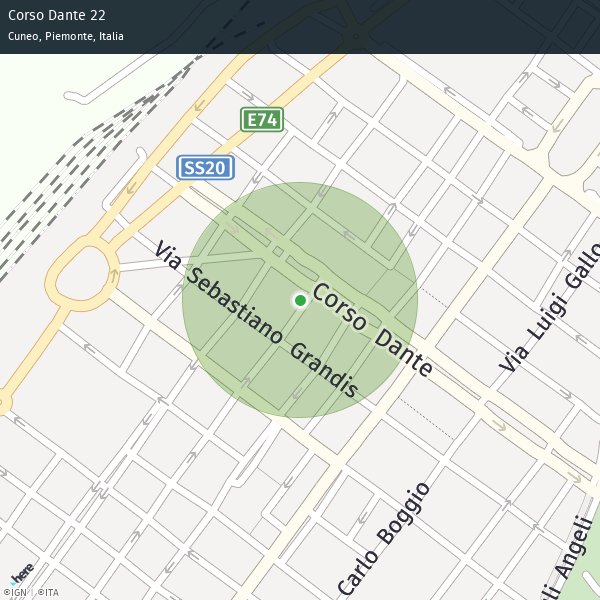 Corso Dante 22
Cuneo, Piemonte, Italia
E74
SS20
Via Sebastiano Grandis
Corso Dante
Via Luigi Gallo
Carlo Boggio
li Angeli
here
©IGN | ©ITA